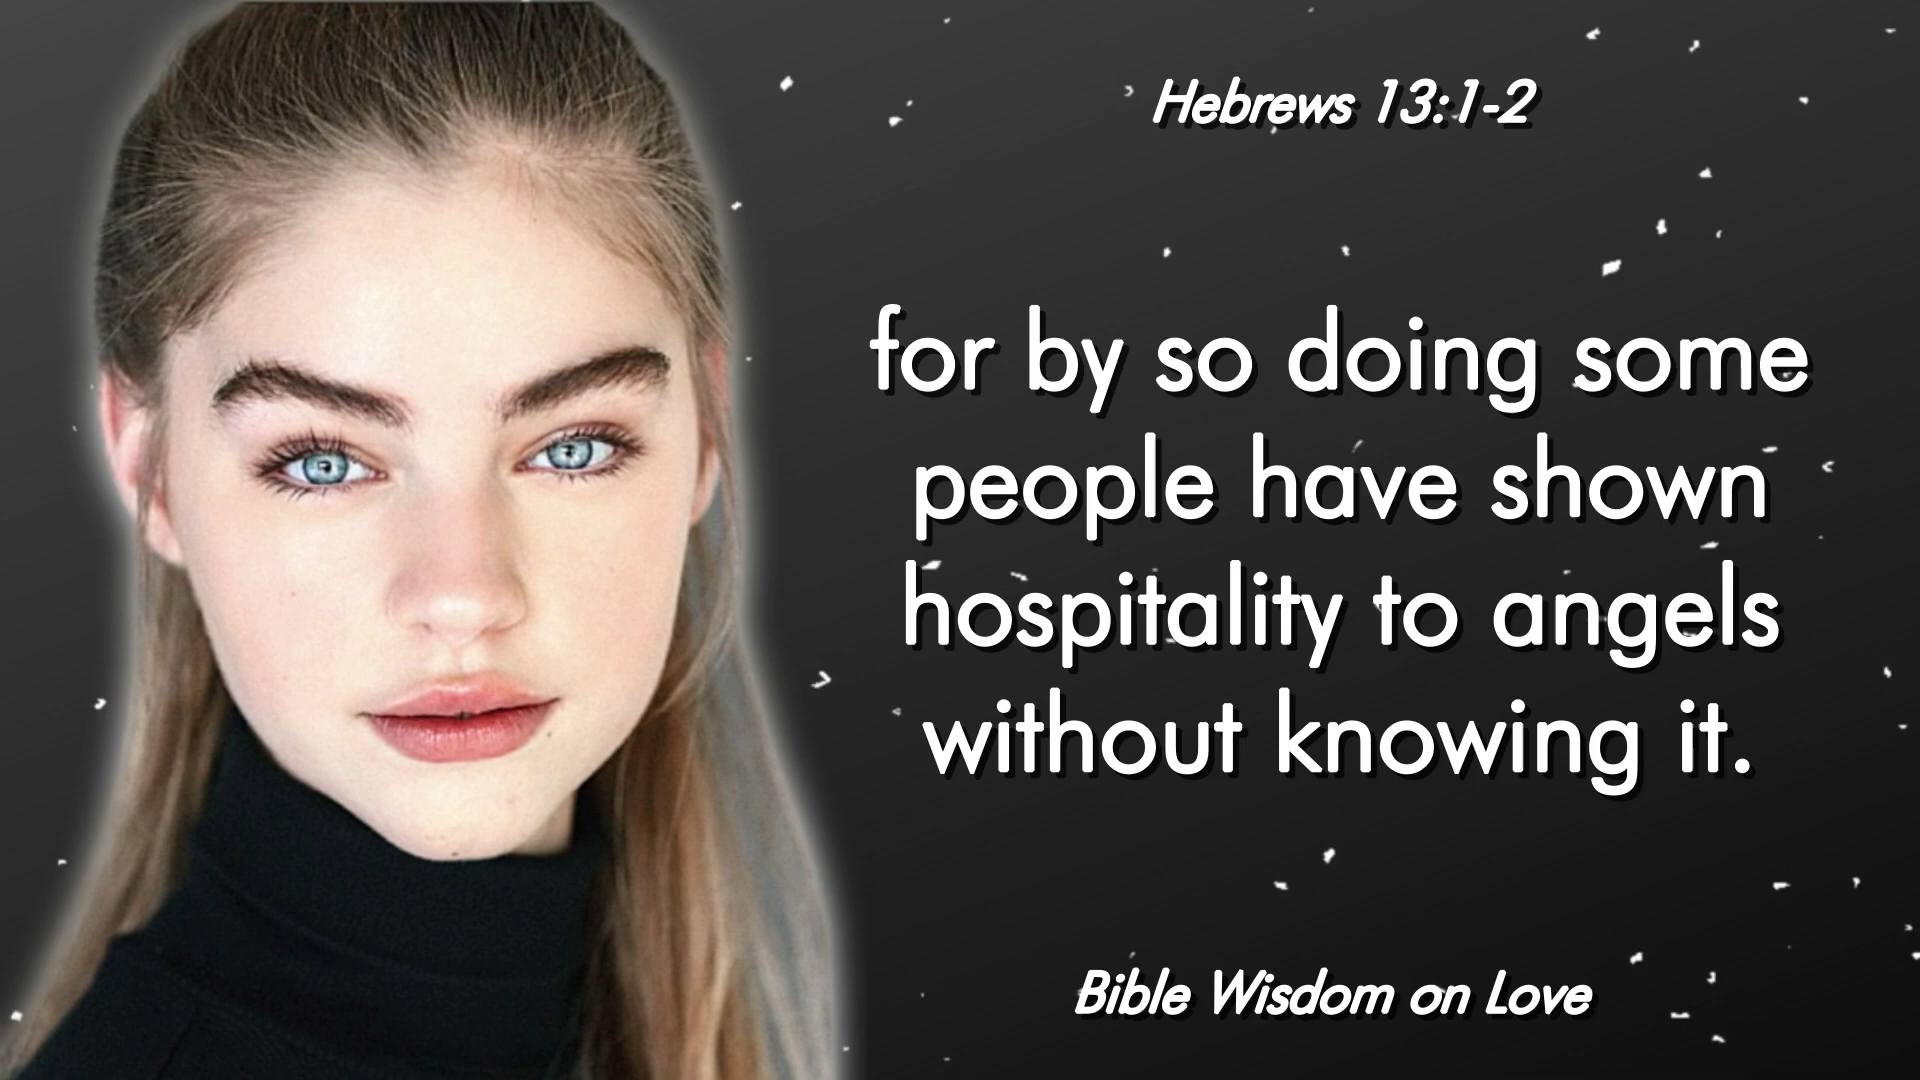 Hebrews 13:1-2
for by so doing some
people have shown
hospitality to angels
without knowing it.
Bible Wisdom on Love